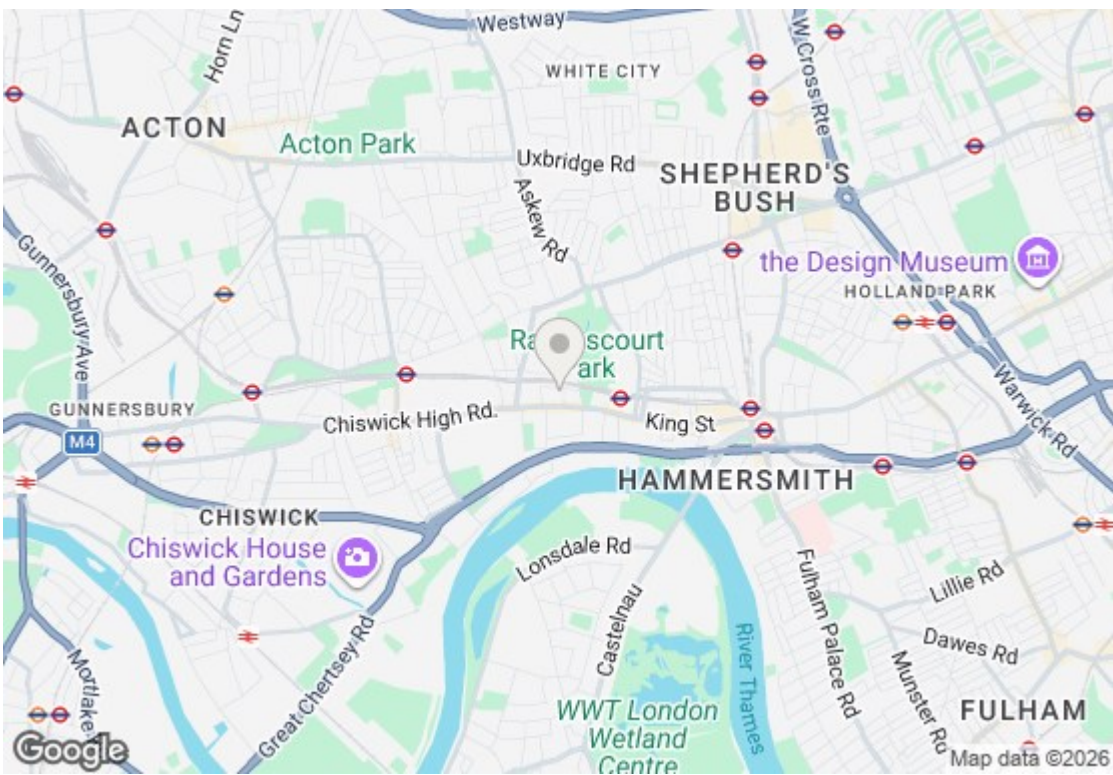 Westway
Horn Ln
W Cross Rte
WHITE CITY
ACTON
Acton Park
Uxbridge Rd
SHEPHERD'S
BUSH
Askew Rd
Gunnersbury Ave
the Design Museum
HOLLAND PARK
Ra
scourt
ark
Warwick Rd
GUNNERSBURY
Chiswick High Rd.
King St
M4
HAMMERSMITH
CHISWICK
Chiswick House
and Gardens
Lonsdale Rd
Lillie Rd
Castelnau
Fulham Palace Rd
Dawes Rd
Great Chertsey Rd
River Thames
Munster Rd
Mortlake
WWT London
Wetland
Centre
FULHAM
Google
Map data ©2026